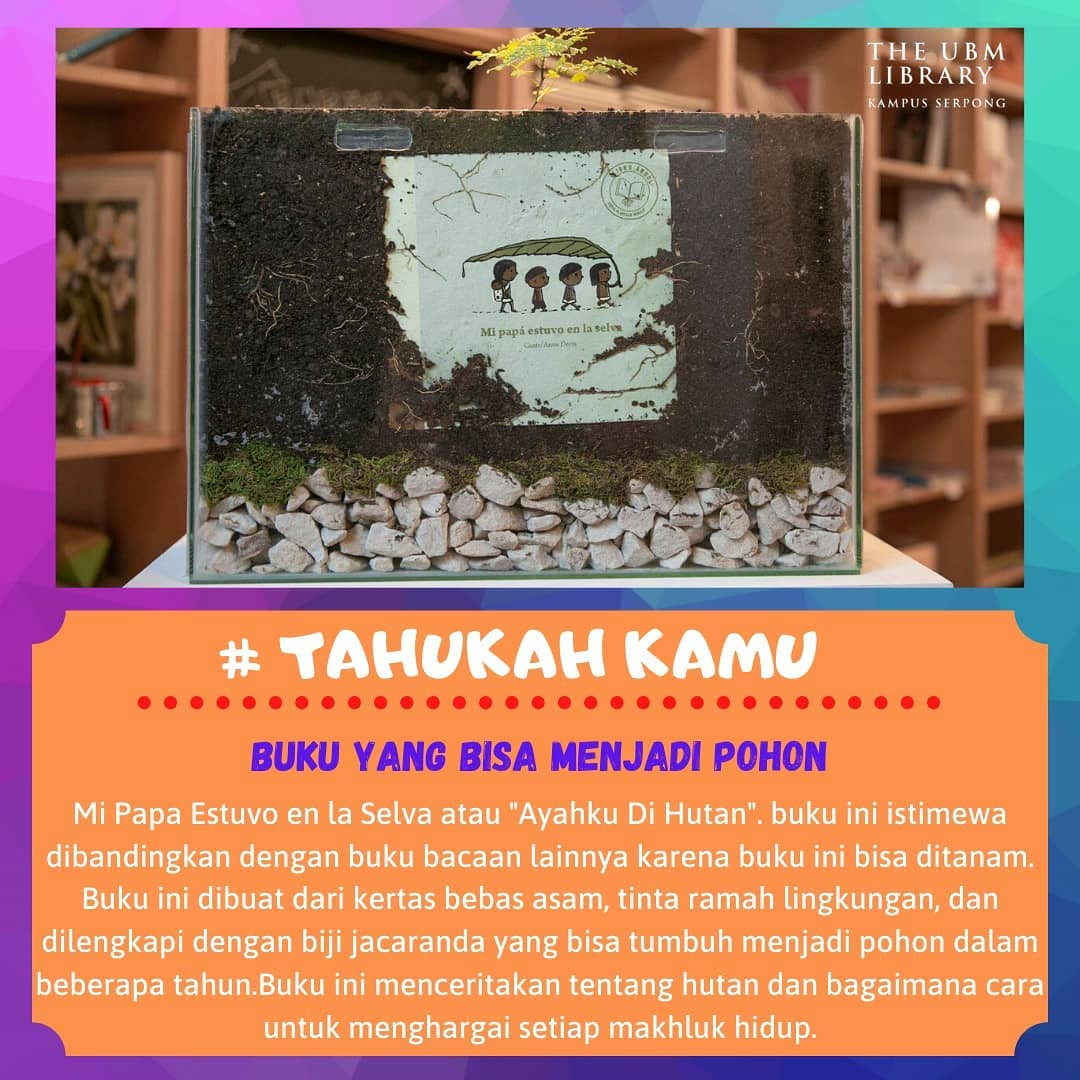 THE UBM
LIBRARY
KAMPUS SERPONG
Mi papá estuvo en la selva
# TAHUKAH KAMU
BUKU YANG BISA MENJADI POHON
Mi Papa Estuvo en la Selva atau "Ayahku Di Hutan". buku ini istimewa
dibandingkan dengan buku bacaan lainnya karena buku ini bisa ditanam.
Buku ini dibuat dari kertas bebas asam, tinta ramah lingkungan, dan
dilengkapi dengan biji jacaranda yang bisa tumbuh menjadi pohon dalam
beberapa tahun.Buku ini menceritakan tentang hutan dan bagaimana cara
untuk menghargai setiap makhluk hidup.